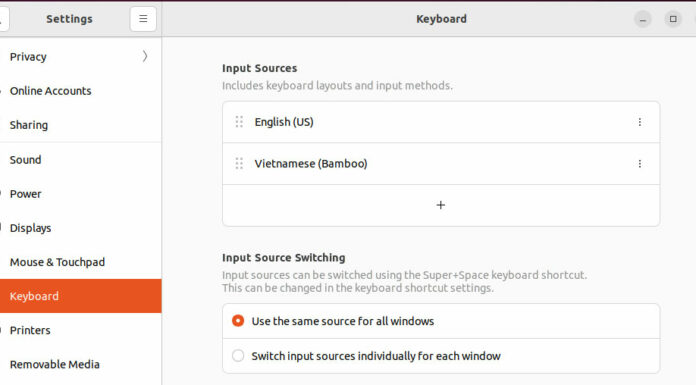 Settings
Keyboard
Privacy
Online Accounts
Sharing
Sound
Power
Displays
Mouse & Touchpad
Keyboard
Printers
Removable Media
Input Sources
Includes keyboard layouts and input methods.
English (US)
Vietnamese (Bamboo)
Input Source Switching
Input sources can be switched using the Super+Space keyboard shortcut.
This can be changed in the keyboard shortcut settings.
Use the same source for all windows
Switch input sources individually for each window